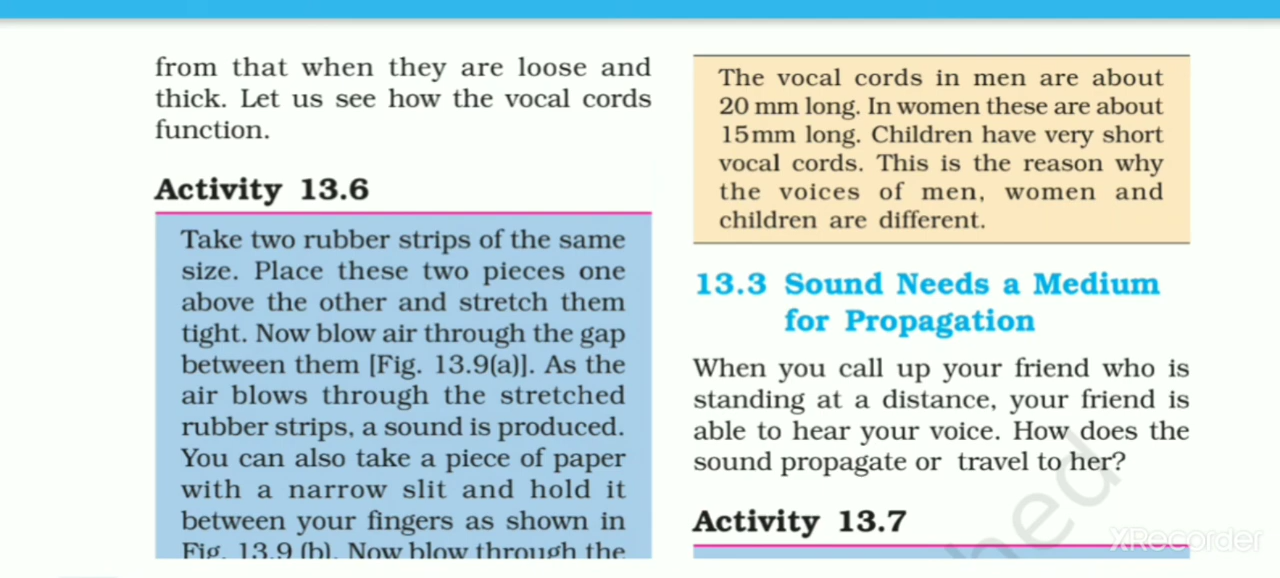 from that when they are loose and
thick. Let us see how the vocal cords
function.
Activity 13.6
Take two rubber strips of the same
size. Place these two pieces one
above the other and stretch them
tight. Now blow air through the gap
between them [Fig. 13.9(a)]. As the
air blows through the stretched
rubber strips, a sound is produced.
You can also take a piece of paper
with a narrow slit and hold it
between your fingers as shown in
Fig. 13.9 (b). Now blow through the
The vocal cords in men are about
20 mm long. In women these are about
15mm long. Children have very short
vocal cords. This is the reason why
the voices of men, women and
children are different.
13.3 Sound Needs a Medium
for Propagation
When you call up your friend who is
standing at a distance, your friend is
able to hear your voice. How does the
sound propagate or travel to her?
Activity 13.7
hed
XRecorder